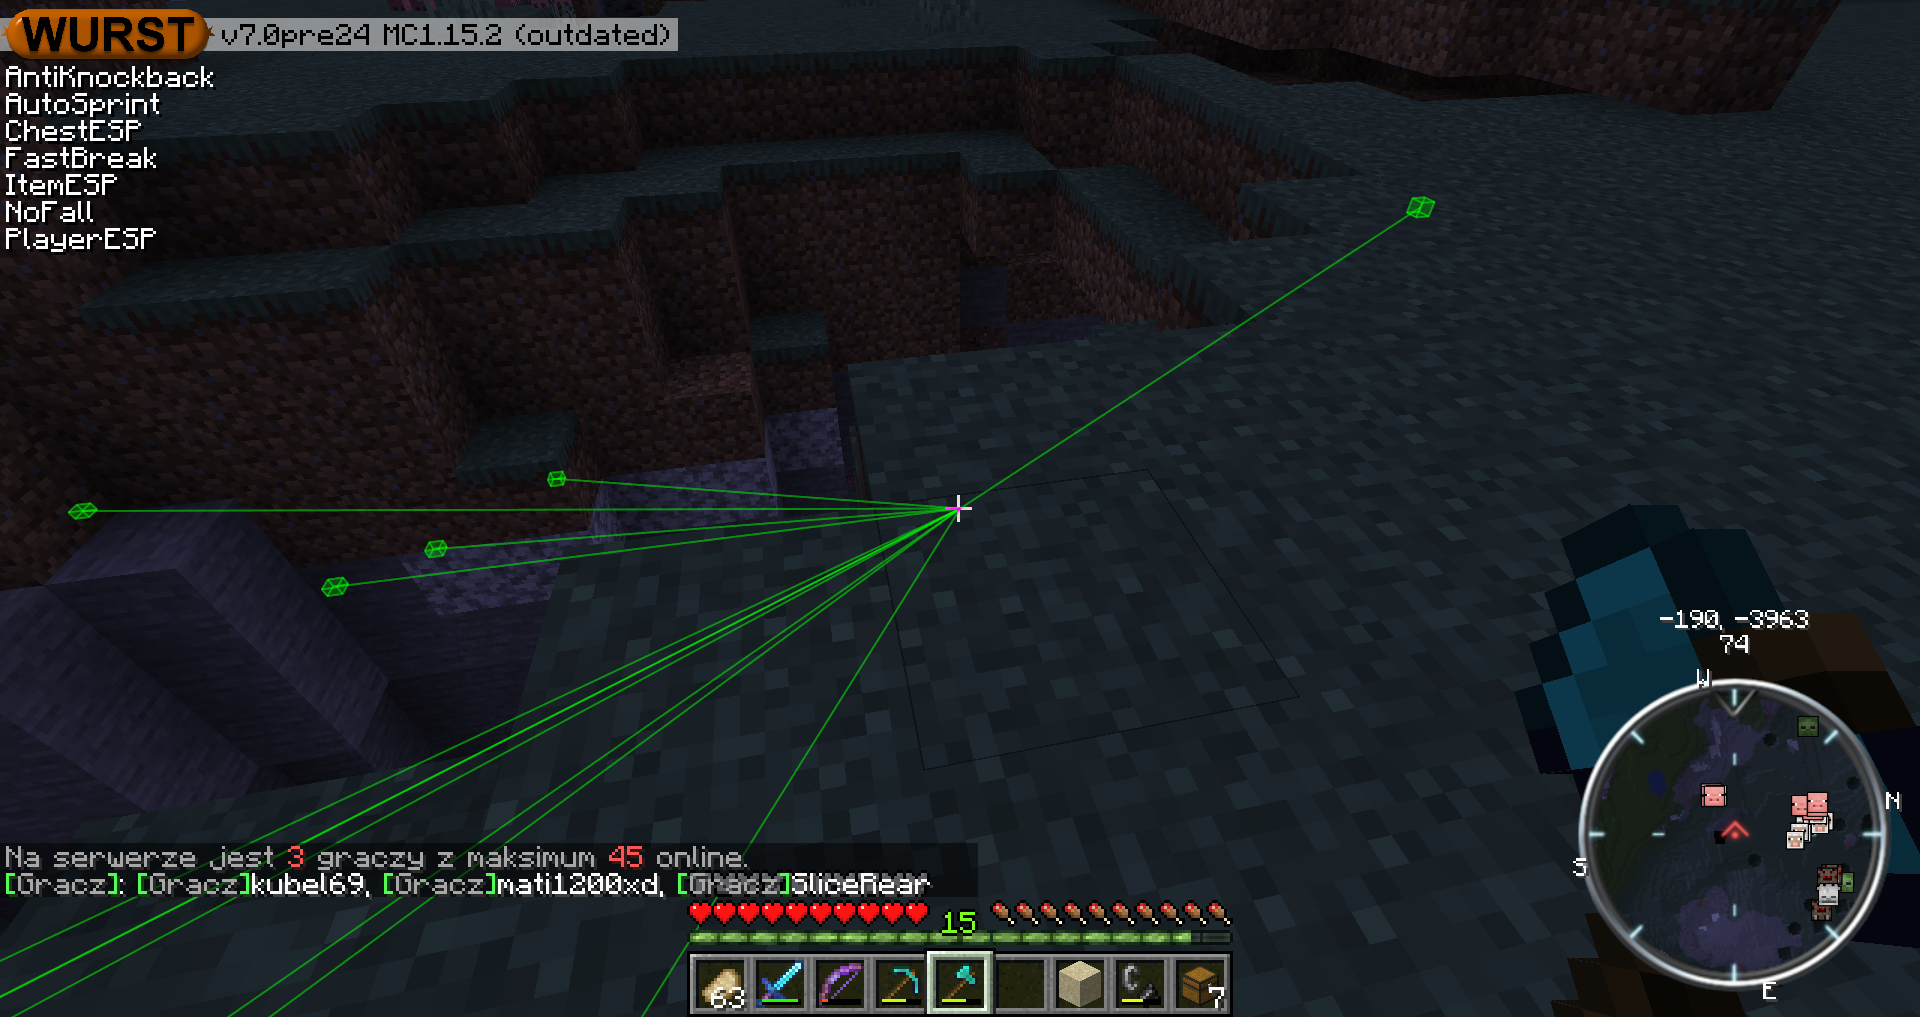 WURST v7.0pre24 MC1.15.2 (outdated)
AntiKnockback
AutoSprint
ChestESP
FastBreak
ItemESP
NoFall
PlayerESP
-190, -3963
74
W
N
S
E
Na serwerze jest 3 graczy z maksimum 45 online.
[Gracz]: [Gracz]kubel69, [Gracz]mati1200xd, [Gracz]SliceRear
15
63
7